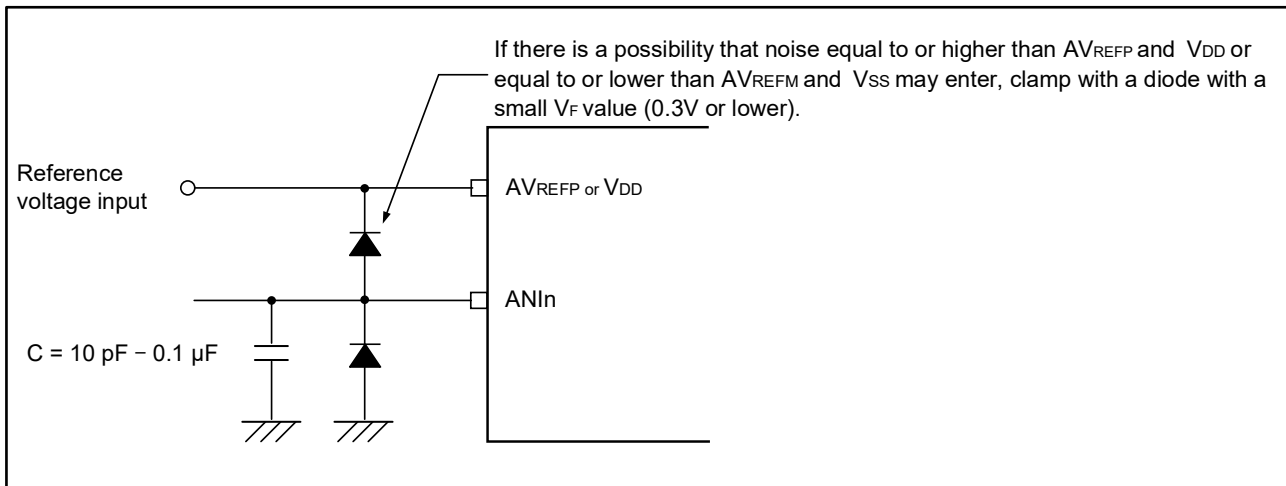 If there is a possibility that noise equal to or higher than AVREFP and VDD or
equal to or lower than AVREFM and VSS may enter, clamp with a diode with a
small VF value (0.3V or lower).
Reference
voltage input
AVREFP or VDD
ANIn
C = 10 pF − 0.1 µF